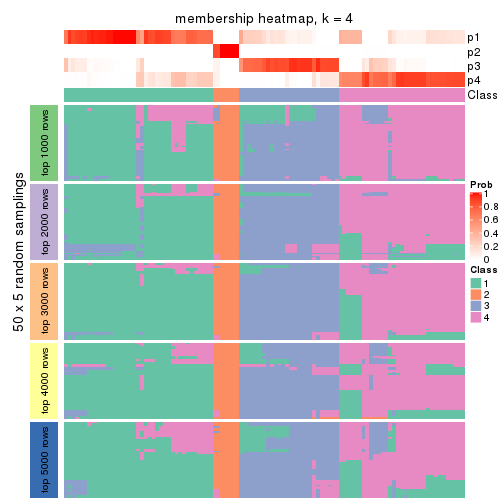 membership heatmap, k = 4
p1
p2
p3
p4
Class
50 x 5 random samplings
top 1000 rows
top 2000 rows
top 3000 rows
top 4000 rows
top 5000 rows
Prob
1
0.8
0.6
0.4
0.2
0
Class
1
2
3
4